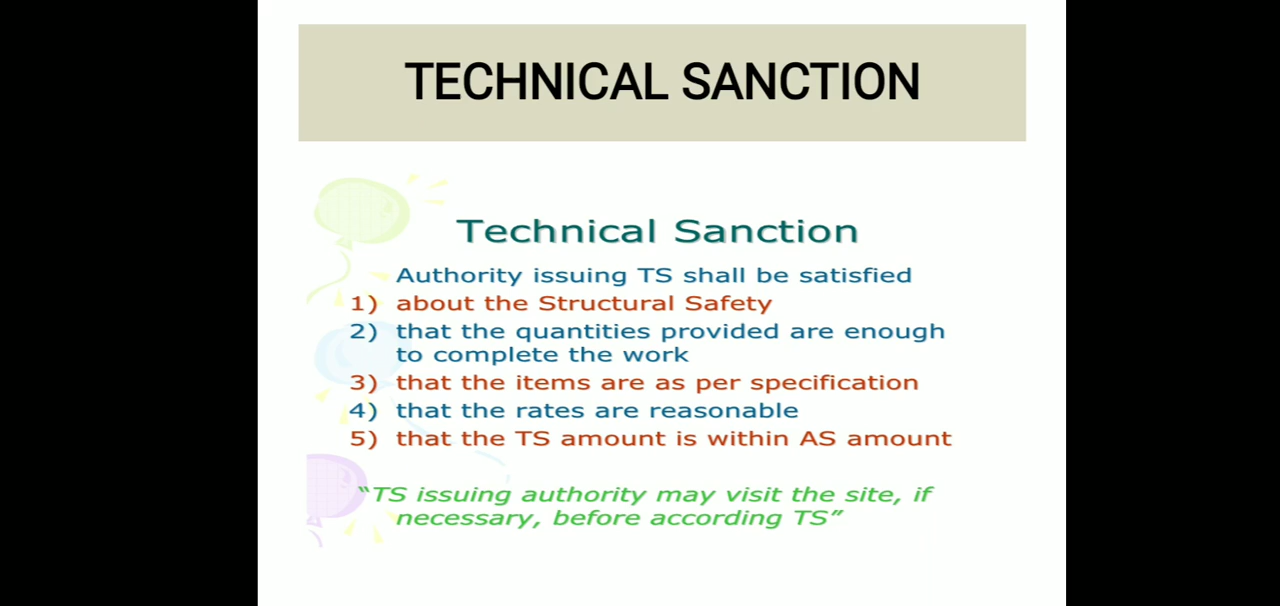 TECHNICAL SANCTION
Technical Sanction
Authority issuing TS shall be satisfied
1) about the Structural Safety
2) that the quantities provided are enough
to complete the work
3) that the items are as per specification
4) that the rates are reasonable
5) that the TS amount is within AS amount
“TS issuing authority may visit the site, if
necessary, before according TS”